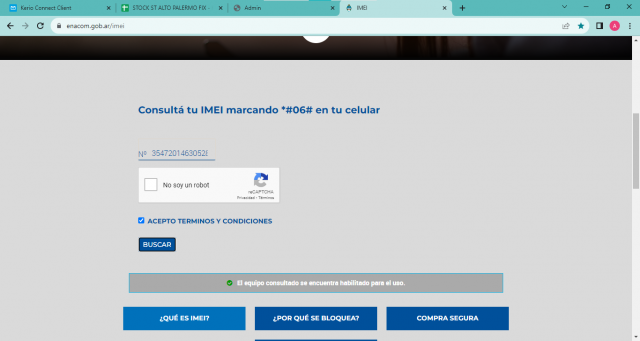 Kerio Connect Client
STOCK ST ALTO PALERMO FIX -
Admin
IMEI
enacom.gob.ar/imei
A
Consultá tu IMEI marcando *#06# en tu celular
Nº
No soy un robot
reCAPTCHA
Privacidad - Términos
ACEPTO TERMINOS Y CONDICIONES
BUSCAR
El equipo consultado se encuentra habilitado para el uso.
¿QUÉ ES IMEI?
¿POR QUÉ SE BLOQUEA?
COMPRA SEGURA